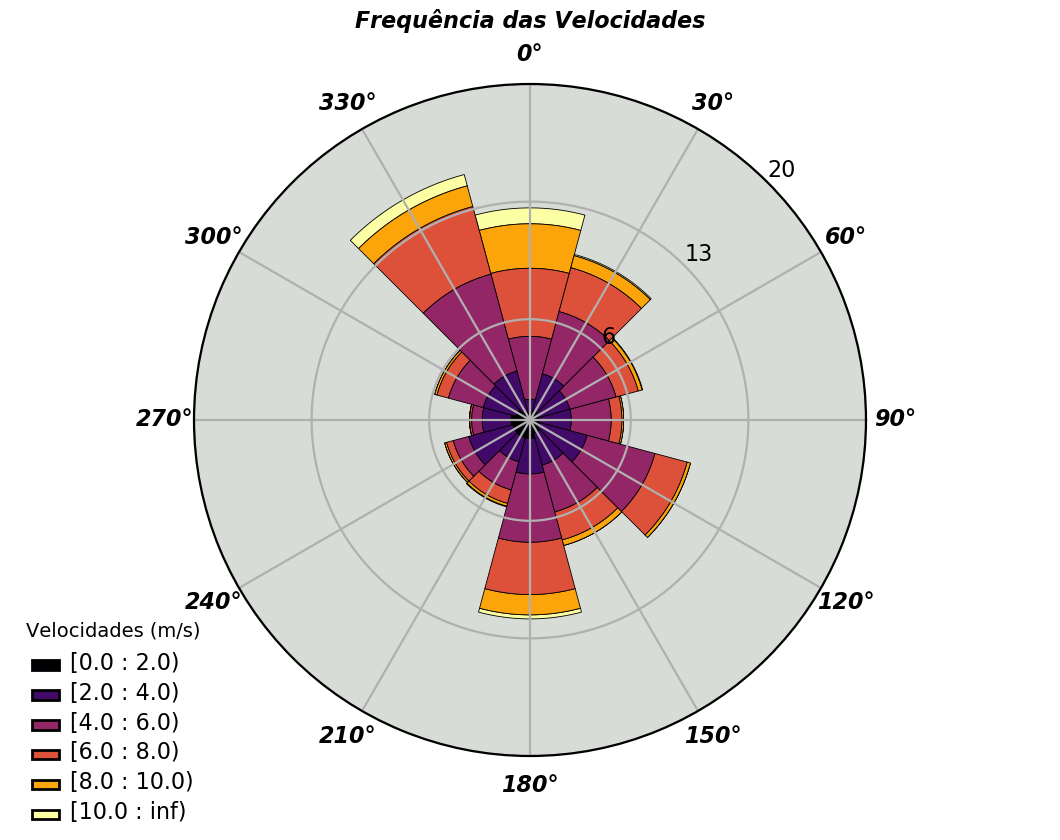 Frequência das Velocidades
0°
330°
30°
20
300°
60°
13
6
270°
90°
240°
120°
Velocidades (m/s)
[0.0 : 2.0)
[2.0 : 4.0)
[4.0 : 6.0)
210°
150°
[6.0 : 8.0)
[8.0 : 10.0)
180°
[10.0 : inf)